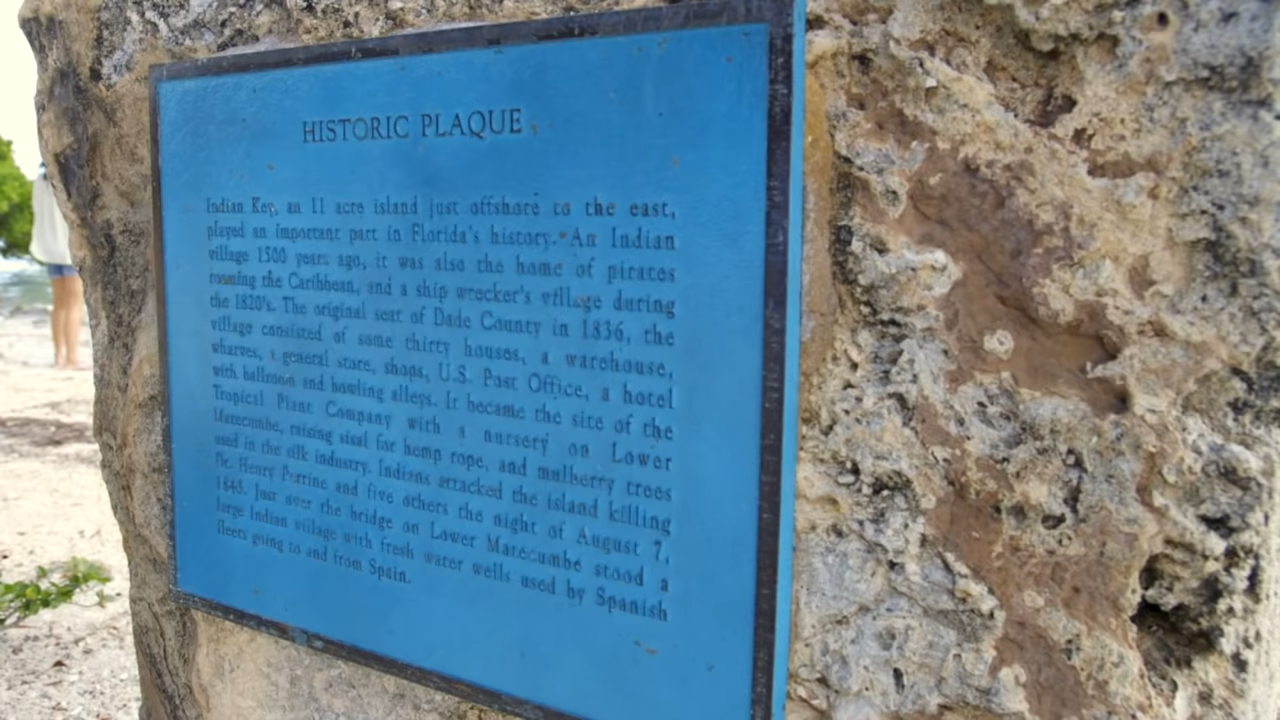 HISTORIC PLAQUE
Indian Key, an 11 acre island just offshore to the east,
played an important part in Florida's history. An Indian
village 1500 years ago, it was also the home of pirates
roaming the Caribbean, and a ship wrecker's village during
the 1820's. The original seat of Dade County in 1836, the
village consisted of some thirty houses, a warehouse,
wharves, a general store, shops, U.S. Post Office, a hotel
with ballroom and bowling alleys. It became the site of the
Tropical Plant Company with a nursery on Lower
Matecumbe, raising sisal for hemp rope, and mulberry trees
used in the silk industry. Indians attacked the island killing
Dr. Henry Perrine and five others the night of August 7,
Just over the bridge on Lower Matecumbe stood a
large Indian village with fresh water wells used by Spanish
fleets going to and from Spain.